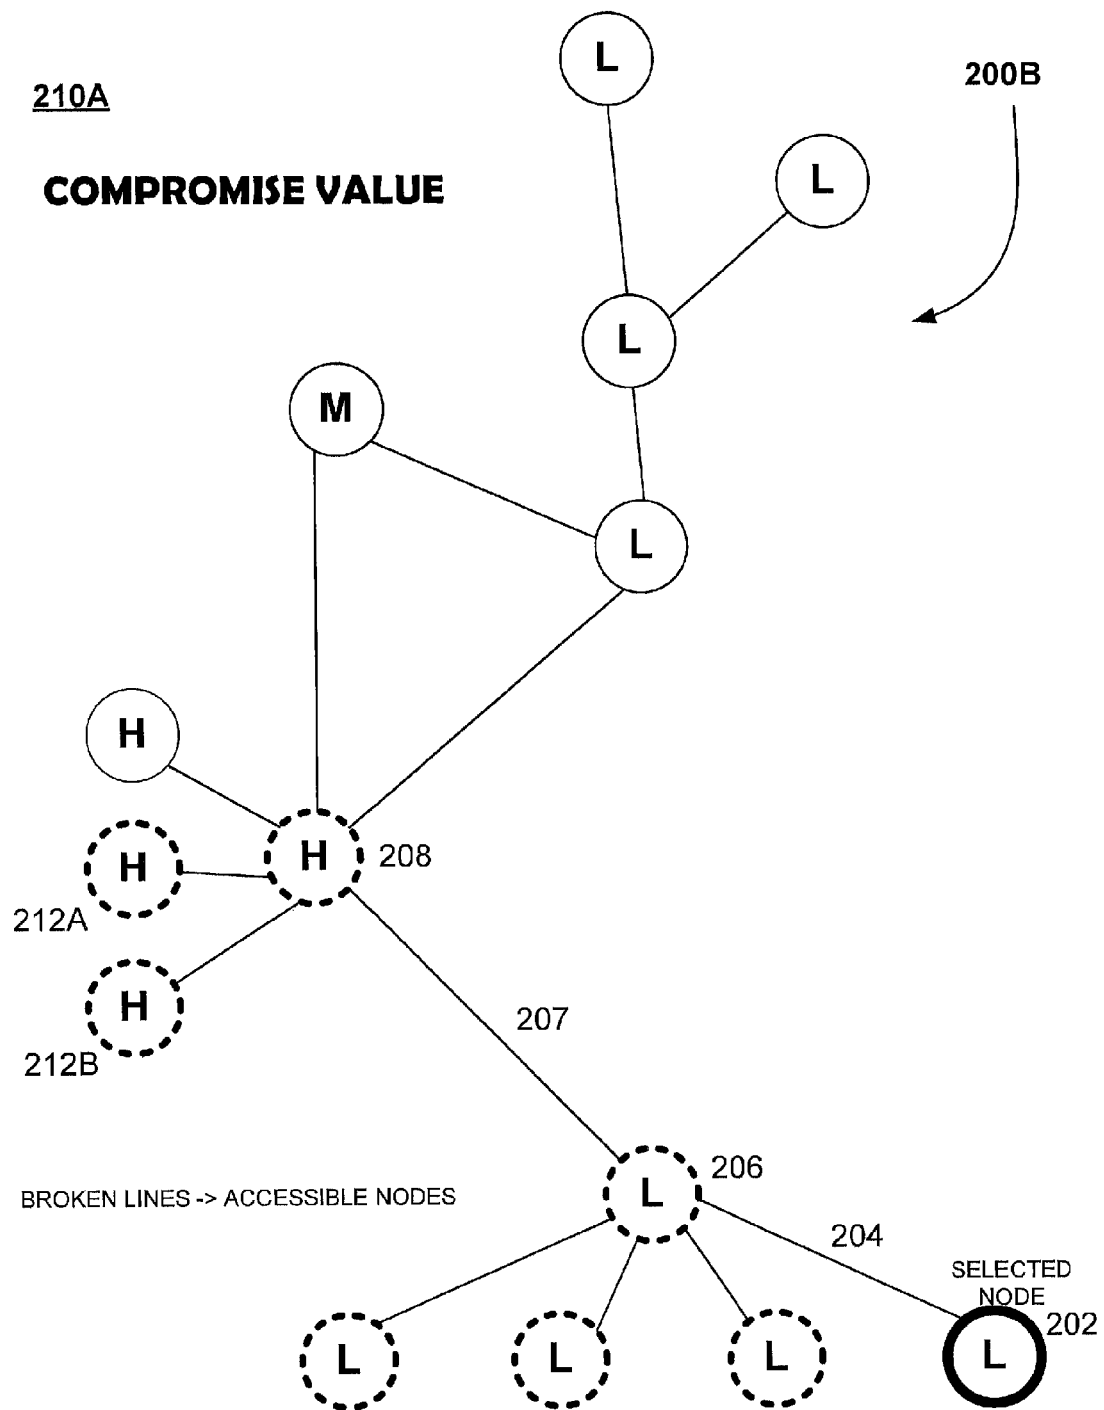 L
200B
210A
L
COMPROMISE VALUE
L
M
L
H
H
208
H
212A
H
212B
207
206
L
BROKEN LINES -> ACCESSIBLE NODES
204
SELECTED
NODE
202
L
L
L
L